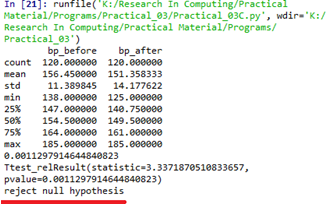 In [21]: runfile('K:/Research In Computing/Practical
Material/Programs/Practical_03/Practical_03C.py', wdir='K:/
Research In Computing/Practical Material/Programs/
Practical_03')
bp_before bp_after
count 120.000000 120.000000
mean 156.450000 151.358333
std 11.389845 14.177622
min 138.000000 125.000000
25% 147.000000 140.750000
50% 154.500000 149.500000
75% 164.000000 161.000000
max 185.000000 185.000000
0.0011297914644840823
Ttest_relResult(statistic=3.3371870510833657,
pvalue=0.0011297914644840823)
reject null hypothesis